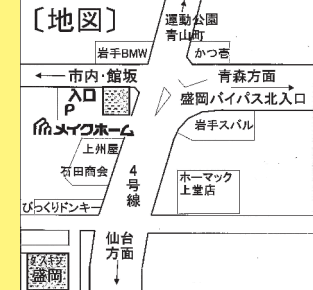 〔地図〕
運動公園
青山町
岩手BMW
かつ壱
← 市内・館坂
青森方面 →
入口
P
盛岡バイパス北入口
メイクホーム
岩手スバル
上州屋
石田商会
4号線
ホーマック
上堂店
びっくりドンキー
仙台
方面
ダスキン
盛岡